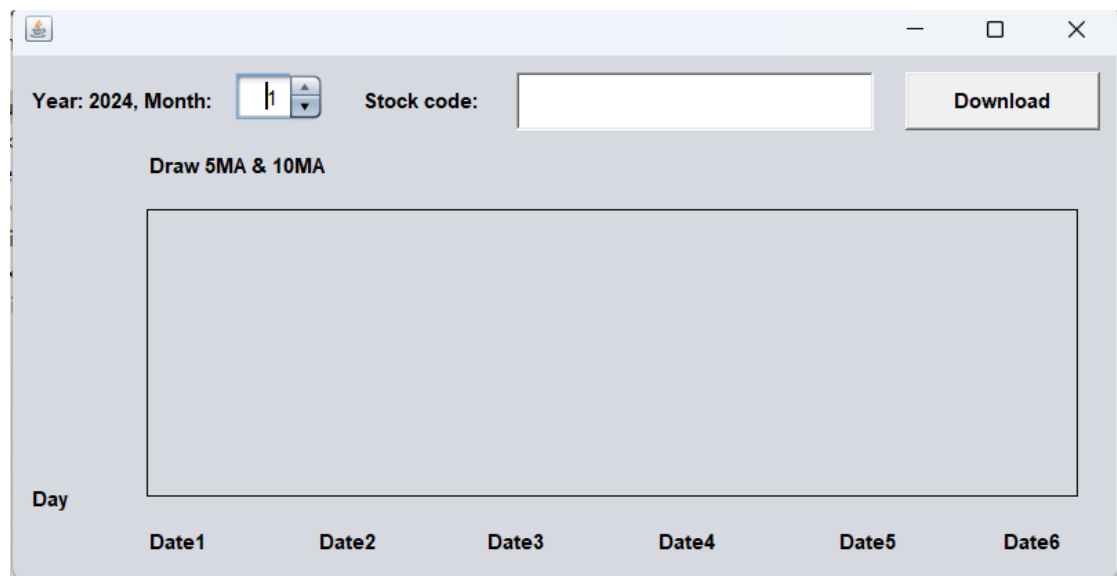 Year: 2024, Month: 1 Stock code: Download
Draw 5MA & 10MA
Day
Date1 Date2 Date3 Date4 Date5 Date6